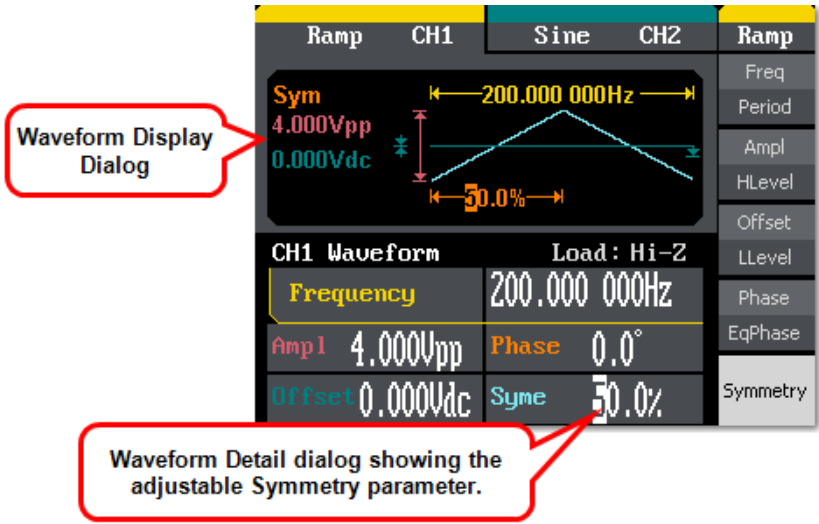 Ramp CH1 Sine CH2 Ramp
Freq
Period
Ampl
HLevel
Offset
LLevel
Phase
EqPhase
Symmetry
Sym
200.000 000Hz
4.000Vpp
0.000Vdc
50.0%
CH1 Waveform Load: Hi-Z
Frequency 200.000 000Hz
Ampl 4.000Vpp Phase 0.0°
Offset 0.000Vdc Syme 50.0%
Waveform Display
Dialog
Waveform Detail dialog showing the
adjustable Symmetry parameter.